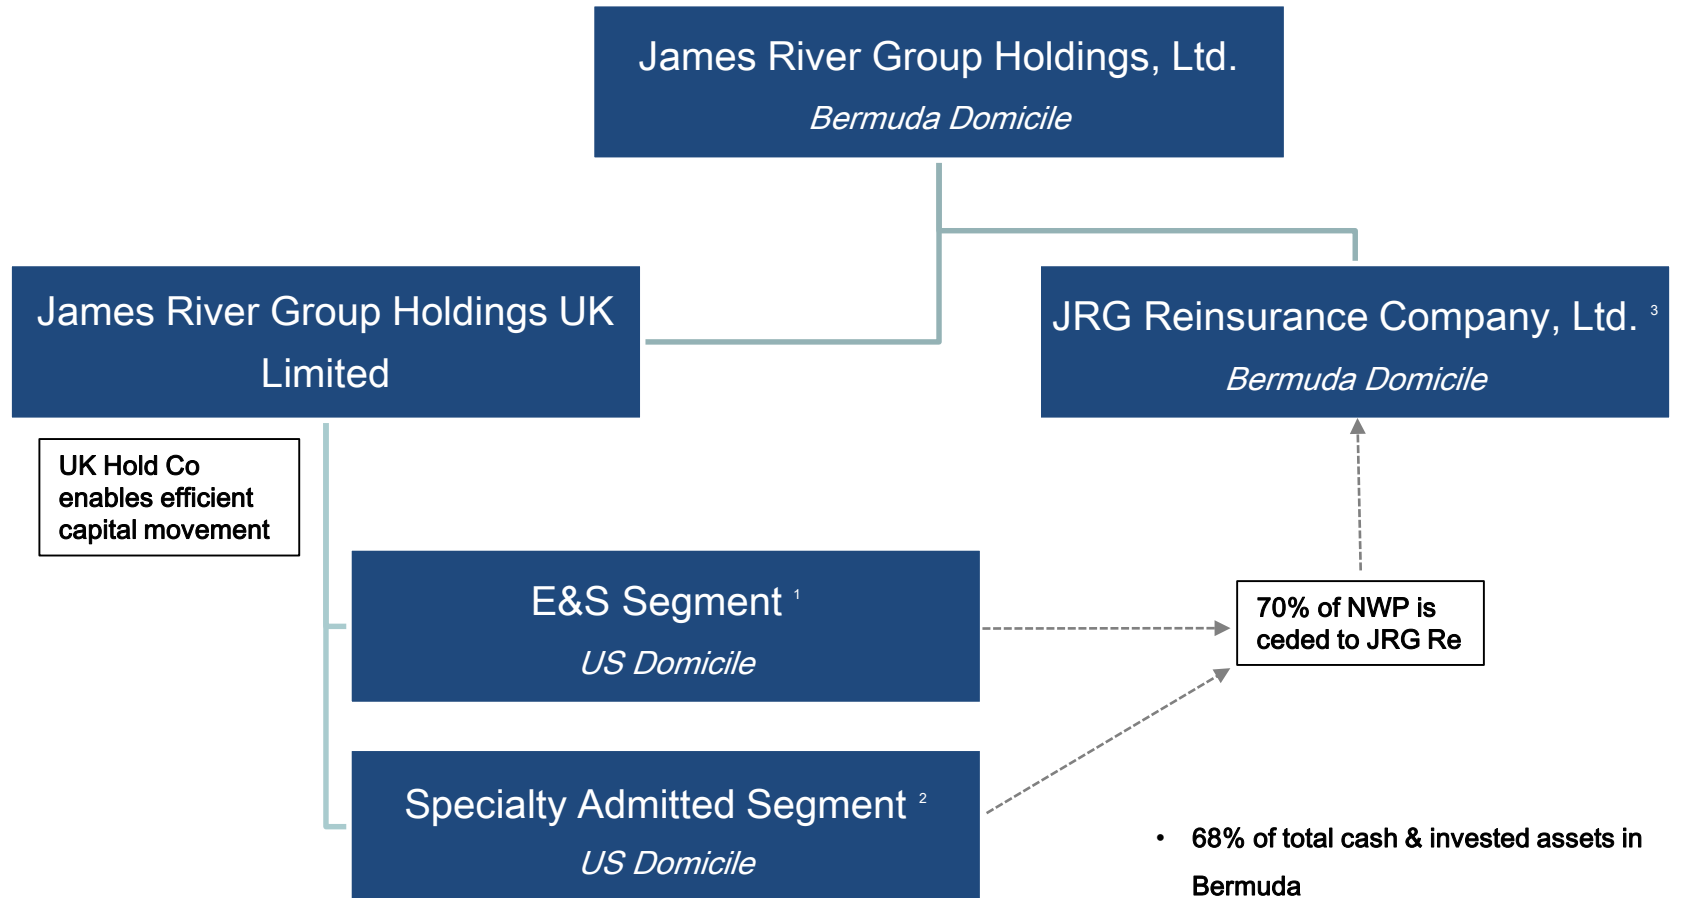 James River Group Holdings, Ltd.
Bermuda Domicile
James River Group Holdings UK
Limited
JRG Reinsurance Company, Ltd. 3
Bermuda Domicile
UK Hold Co
enables efficient
capital movement
E&S Segment 1
US Domicile
70% of NWP is
ceded to JRG Re
Specialty Admitted Segment 2
US Domicile
• 68% of total cash & invested assets in
Bermuda